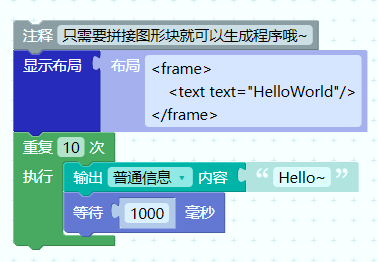 注释 只需要拼接图形块就可以生成程序哦~
显示布局 布局 <frame>
<text text="HelloWorld"/>
</frame>
重复 10 次
执行 输出 普通信息 内容 “ Hello~ ”
等待 1000 毫秒